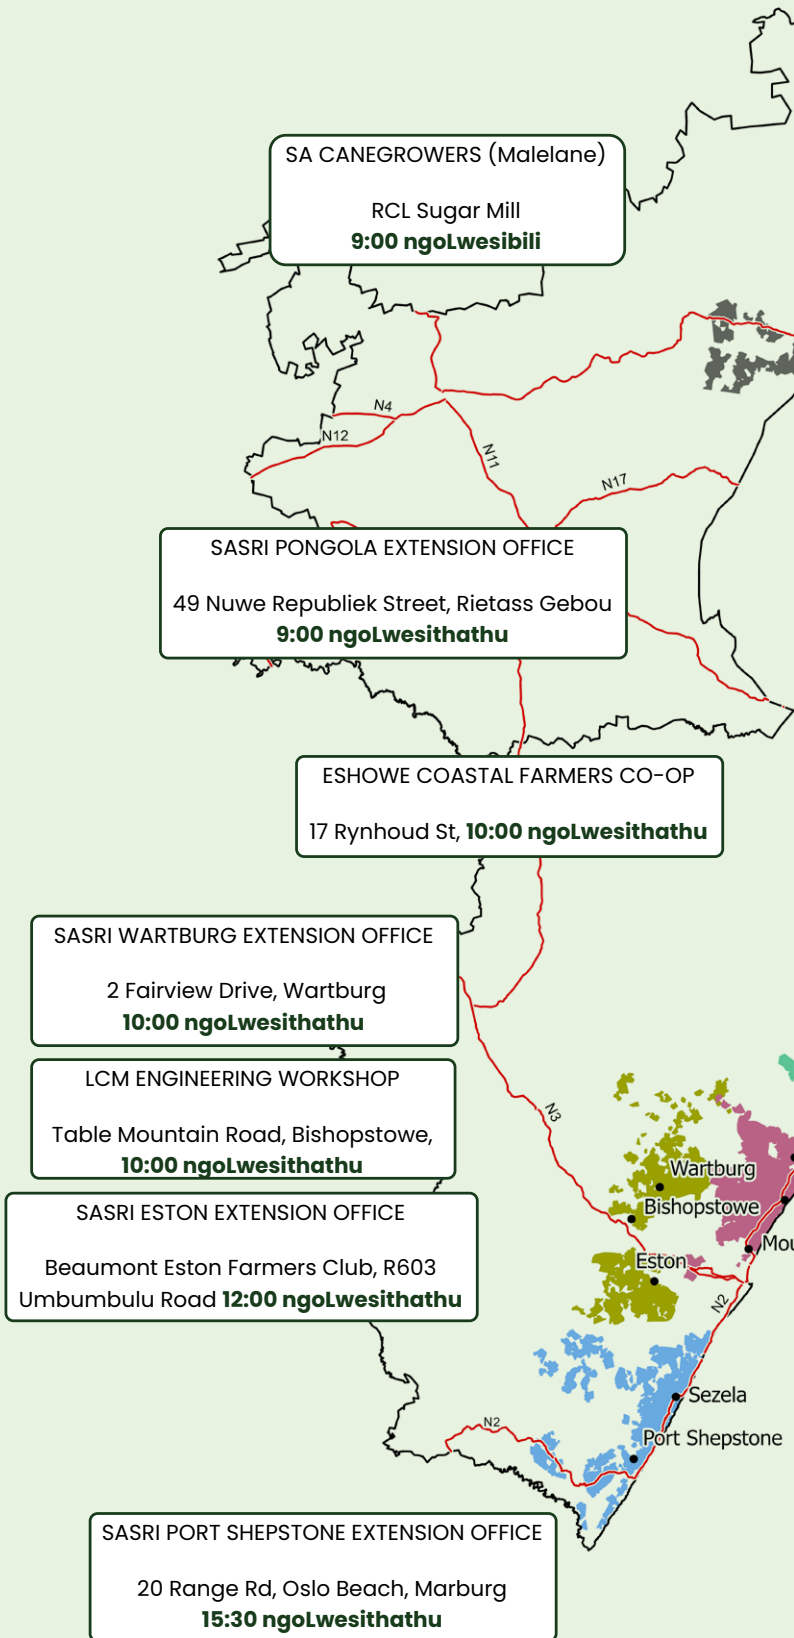 SA CANEGROWERS (Malelane)
RCL Sugar Mill
9:00 ngoLwesibili
N4
N12
N11
N17
SASRI PONGOLA EXTENSION OFFICE
49 Nuwe Republiek Street, Rietass Gebou
9:00 ngoLwesithathu
ESHOWE COASTAL FARMERS CO-OP
17 Rynhoud St, 10:00 ngoLwesithathu
SASRI WARTBURG EXTENSION OFFICE
2 Fairview Drive, Wartburg
10:00 ngoLwesithathu
LCM ENGINEERING WORKSHOP
Table Mountain Road, Bishopstowe,
10:00 ngoLwesithathu
N3
Wartburg
Bishopstowe
SASRI ESTON EXTENSION OFFICE
Beaumont Eston Farmers Club, R603
Umbumbulu Road 12:00 ngoLwesithathu
Mou
Eston
N2
Sezela
N2
Port Shepstone
SASRI PORT SHEPSTONE EXTENSION OFFICE
20 Range Rd, Oslo Beach, Marburg
15:30 ngoLwesithathu